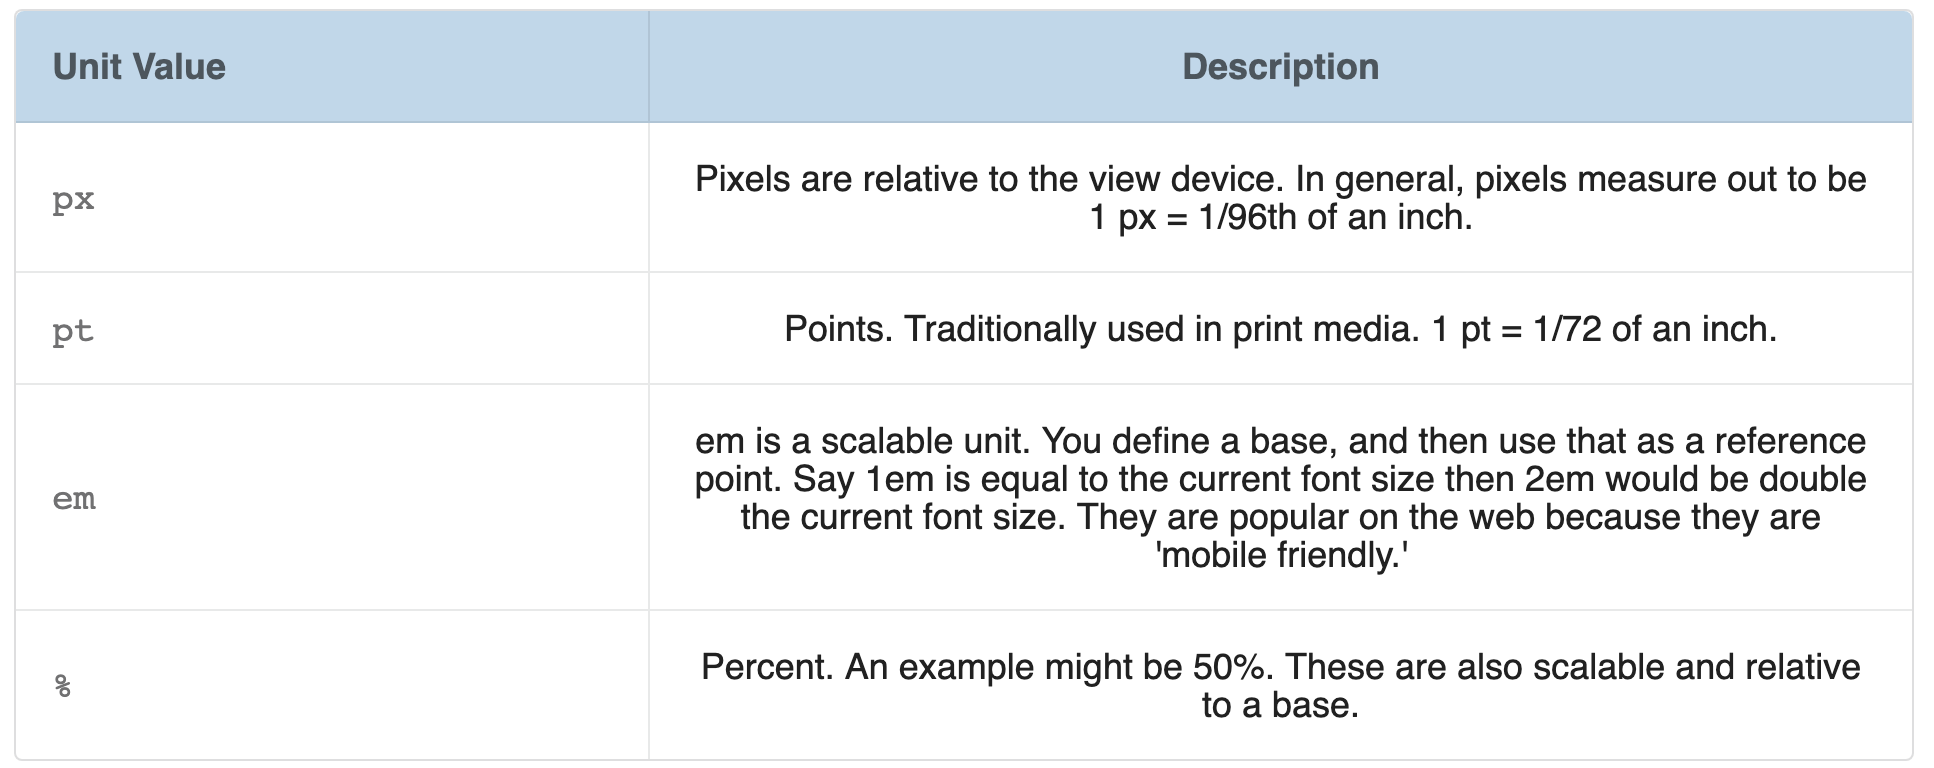 Unit Value
Description
px
Pixels are relative to the view device. In general, pixels measure out to be
1 px = 1/96th of an inch.
pt
Points. Traditionally used in print media. 1 pt = 1/72 of an inch.
em
em is a scalable unit. You define a base, and then use that as a reference
point. Say 1em is equal to the current font size then 2em would be double
the current font size. They are popular on the web because they are
'mobile friendly.'
%
Percent. An example might be 50%. These are also scalable and relative
to a base.